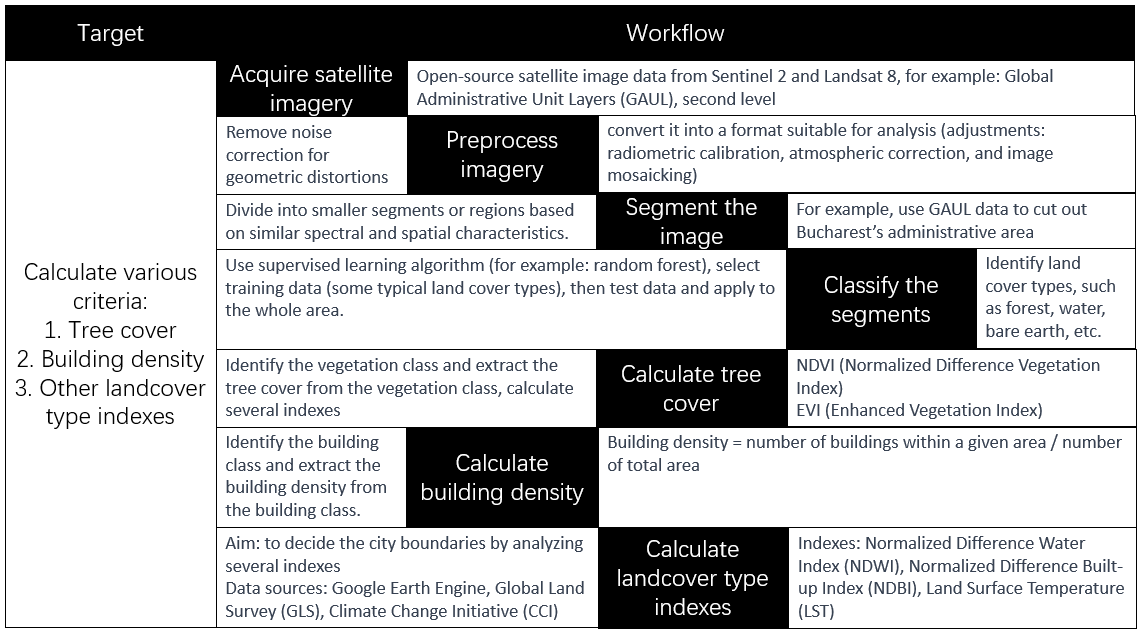 Target
Workflow
Calculate various
criteria:
1. Tree cover
2. Building density
3. Other landcover
type indexes
Acquire satellite
imagery
Open-source satellite image data from Sentinel 2 and Landsat 8, for example: Global
Administrative Unit Layers (GAUL), second level
Remove noise
correction for
geometric distortions
Preprocess
imagery
convert it into a format suitable for analysis (adjustments:
radiometric calibration, atmospheric correction, and image
mosaicking)
Divide into smaller segments or regions based
on similar spectral and spatial characteristics.
Segment the
image
For example, use GAUL data to cut out
Bucharest's administrative area
Use supervised learning algorithm (for example: random forest), select
training data (some typical land cover types), then test data and apply to
the whole area.
Classify the
segments
Identify land
cover types, such
as forest, water,
bare earth, etc.
Identify the vegetation class and extract the
tree cover from the vegetation class, calculate
several indexes
Calculate tree
cover
NDVI (Normalized Difference Vegetation
Index)
EVI (Enhanced Vegetation Index)
Identify the building
class and extract the
building density from
the building class.
Calculate
building density
Building density = number of buildings within a given area / number
of total area
Aim: to decide the city boundaries by analyzing
several indexes
Data sources: Google Earth Engine, Global Land
Survey (GLS), Climate Change Initiative (CCI)
Calculate
landcover type
indexes
Indexes: Normalized Difference Water
Index (NDWI), Normalized Difference Built-
up Index (NDBI), Land Surface Temperature
(LST)